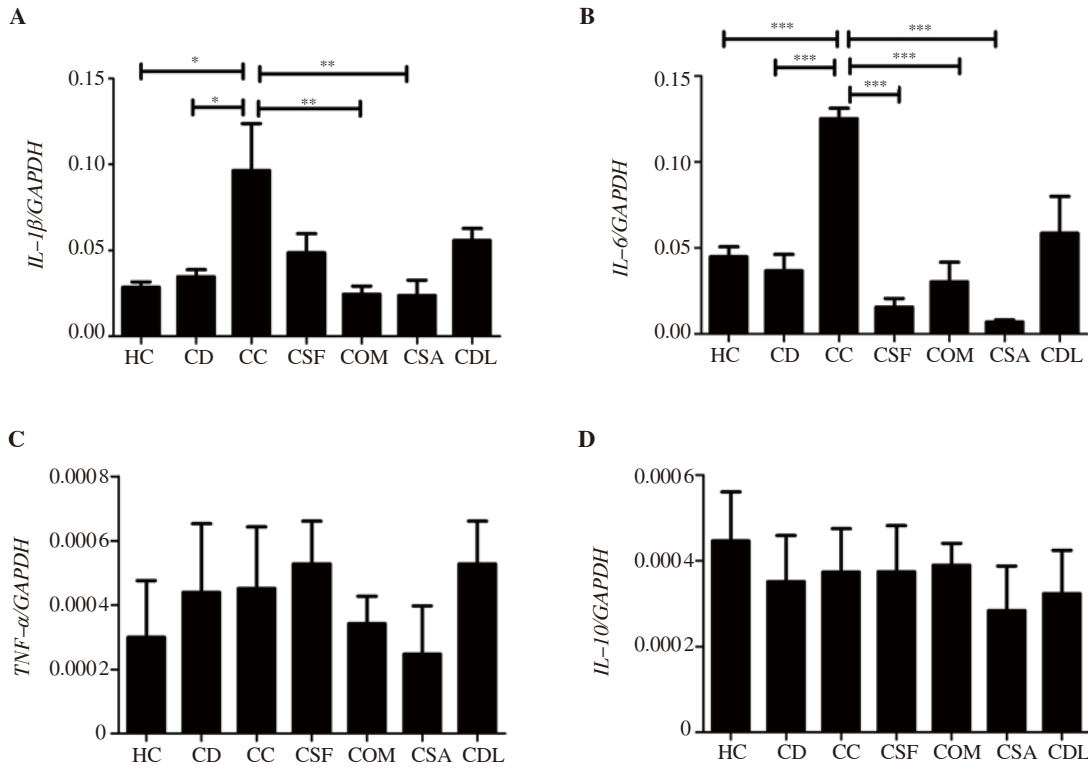 A
*
**
*
**
0.15
0.10
0.05
0.00
IL–1β/GAPDH
HC CD CC CSF COM CSA CDL
B
***
***
***
***
***
0.15
0.10
0.05
0.00
IL–6/GAPDH
HC CD CC CSF COM CSA CDL
C
0.0008
0.0006
0.0004
0.0002
0
TNF–α/GAPDH
HC CD CC CSF COM CSA CDL
D
0.0006
0.0004
0.0002
0
IL–10/GAPDH
HC CD CC CSF COM CSA CDL